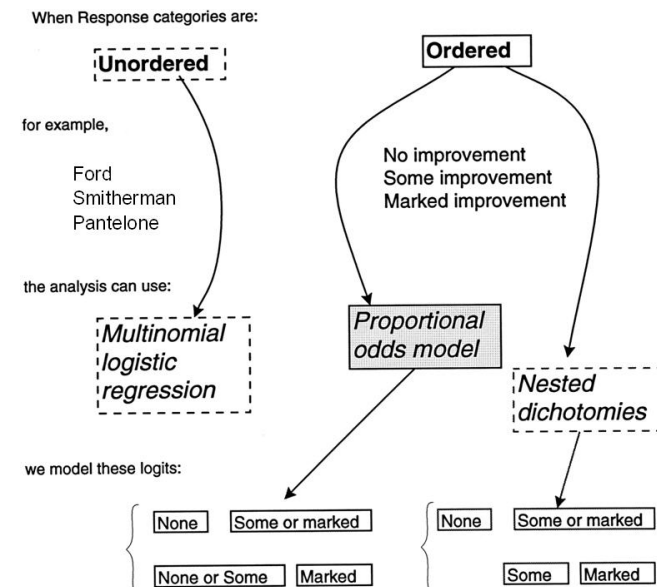 When Response categories are:
Unordered
Ordered
for example,
Ford
Smitherman
Pantelone
No improvement
Some improvement
Marked improvement
the analysis can use:
Multinomial
logistic
regression
Proportional
odds model
Nested
dichotomies
we model these logits:
None Some or marked
None Some or marked
None or Some Marked
Some Marked